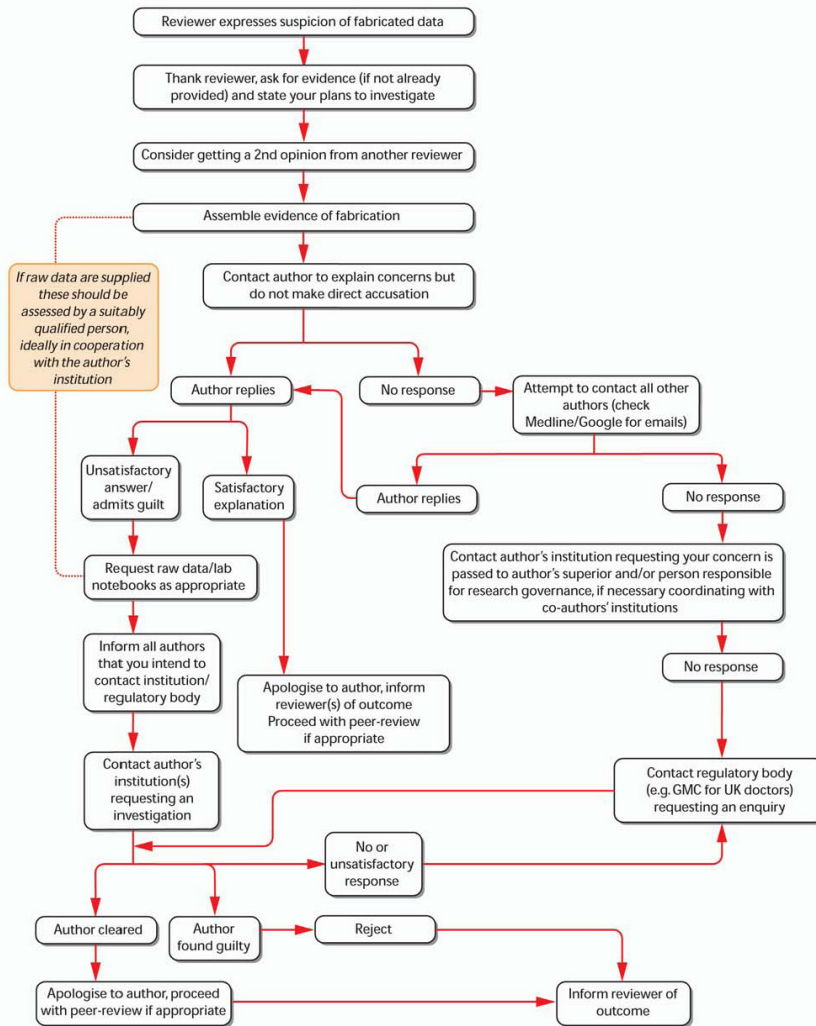 Reviewer expresses suspicion of fabricated data
Thank reviewer, ask for evidence (if not already
provided) and state your plans to investigate
Consider getting a 2nd opinion from another reviewer
Assemble evidence of fabrication
Contact author to explain concerns but
do not make direct accusation
If raw data are supplied
these should be
assessed by a suitably
qualified person,
ideally in cooperation
with the author's
institution
Author replies
No response
Attempt to contact all other
authors (check
Medline/Google for emails)
Unsatisfactory
answer/
admits guilt
Satisfactory
explanation
Author replies
No response
Request raw data/lab
notebooks as appropriate
Contact author's institution requesting your concern is
passed to author's superior and/or person responsible
for research governance, if necessary coordinating with
co-authors' institutions
Inform all authors
that you intend to
contact institution/
regulatory body
No response
Apologise to author, inform
reviewer(s) of outcome
Proceed with peer-review
if appropriate
Contact author's
institution(s)
requesting an
investigation
Contact regulatory body
(e.g. GMC for UK doctors)
requesting an enquiry
No or
unsatisfactory
response
Author cleared
Author
found guilty
Reject
Apologise to author, proceed
with peer-review if appropriate
Inform reviewer of
outcome